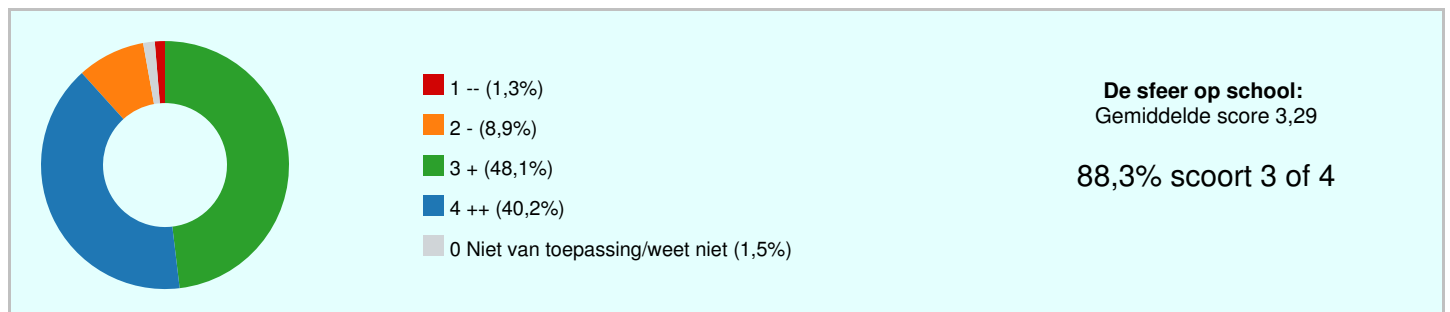 1 -- (1,3%)
2 - (8,9%)
3 + (48,1%)
4 ++ (40,2%)
0 Niet van toepassing/weet niet (1,5%)
De sfeer op school:
Gemiddelde score 3,29
88,3% scoort 3 of 4